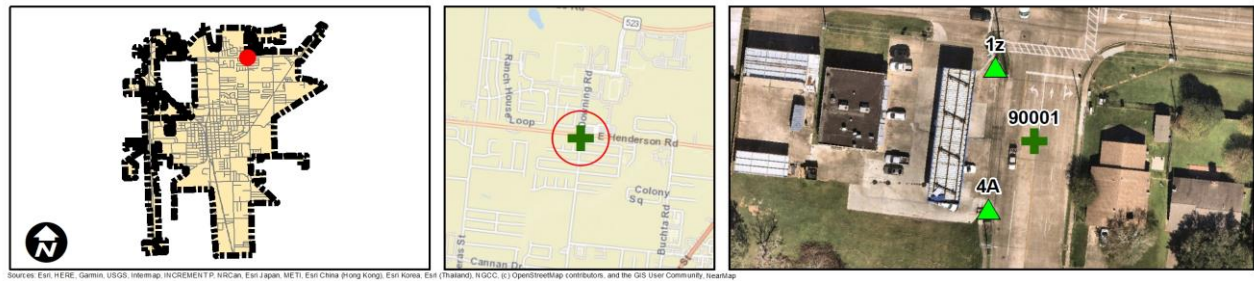 N
523
Ranch House
Downing Rd
Loop
E Henderson Rd
Colony
Sq
Buchta Rd
Cannan Dr
1z
90001
4A
Sources: Esri, HERE, Garmin, USGS, Intermap, INCREMENT P, NRCan, Esri Japan, METI, Esri China (Hong Kong), Esri Korea, Esri (Thailand), NGCC, (c) OpenStreetMap contributors, and the GIS User Community, NearMap